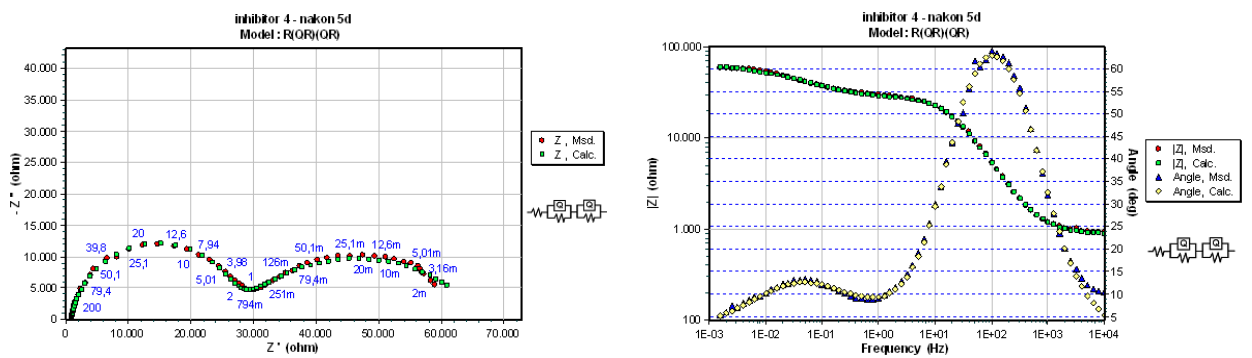 inhibitor 4 - nakon 5d
Model : R(QR)(QR)
40.000
35.000
30.000
25.000
20.000
15.000
10.000
5.000
0
-Z'' (ohm)
0
10.000
20.000
30.000
40.000
50.000
60.000
70.000
Z' (ohm)
200
79,4
50,1
39,8
25,1
20
12,6
10
7,94
5,01
3,98
2
1
794m
126m
251m
50,1m
79,4m
25,1m
20m
12,6m
10m
5,01m
3,16m
2m
Z , Msd.
Z , Calc.
Q
Q
inhibitor 4 - nakon 5d
Model : R(QR)(QR)
100.000
10.000
1.000
100
|Z| (ohm)
1E-03
1E-02
1E-01
1E+00
1E+01
1E+02
1E+03
1E+04
Frequency (Hz)
60
55
50
45
40
35
30
25
20
15
10
5
Angle (deg)
|Z|, Msd.
|Z|, Calc.
Angle, Msd.
Angle, Calc.
Q
Q